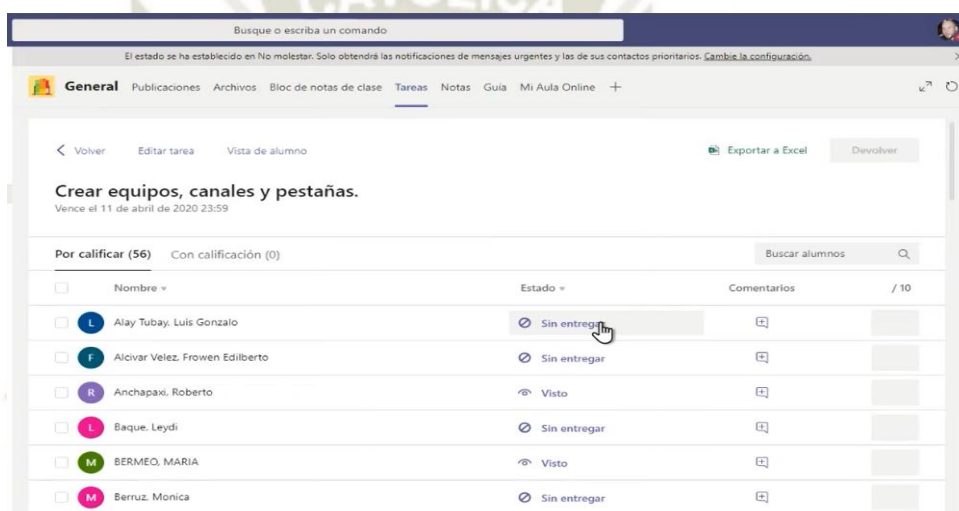 CATÓLICA
Busque o escriba un comando
El estado se ha establecido en No molestar. Solo obtendrá las notificaciones de mensajes urgentes y las de sus contactos prioritarios. Cambie la configuración.
General Publicaciones Archivos Bloc de notas de clase Tareas Notas Guía Mi Aula Online +
Volver Editar tarea Vista de alumno Exportar a Excel Devolver
Crear equipos, canales y pestañas.
Vence el 11 de abril de 2020 23:59
Por calificar (56) Con calificación (0) Buscar alumnos
Nombre Estado Comentarios / 10
L Alay Tubay, Luis Gonzalo Sin entregar
F Alcivar Velez, Frowen Edilberto Sin entregar
R Anchapaxi, Roberto Visto
L Baque, Leydi Sin entregar
M BERMEO, MARIA Visto
M Berruz, Monica Sin entregar